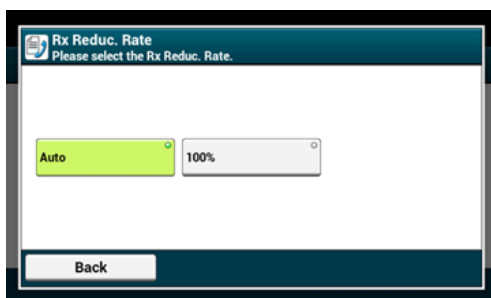 Rx Reduc. Rate
Please select the Rx Reduc. Rate.
Auto
100%
Back